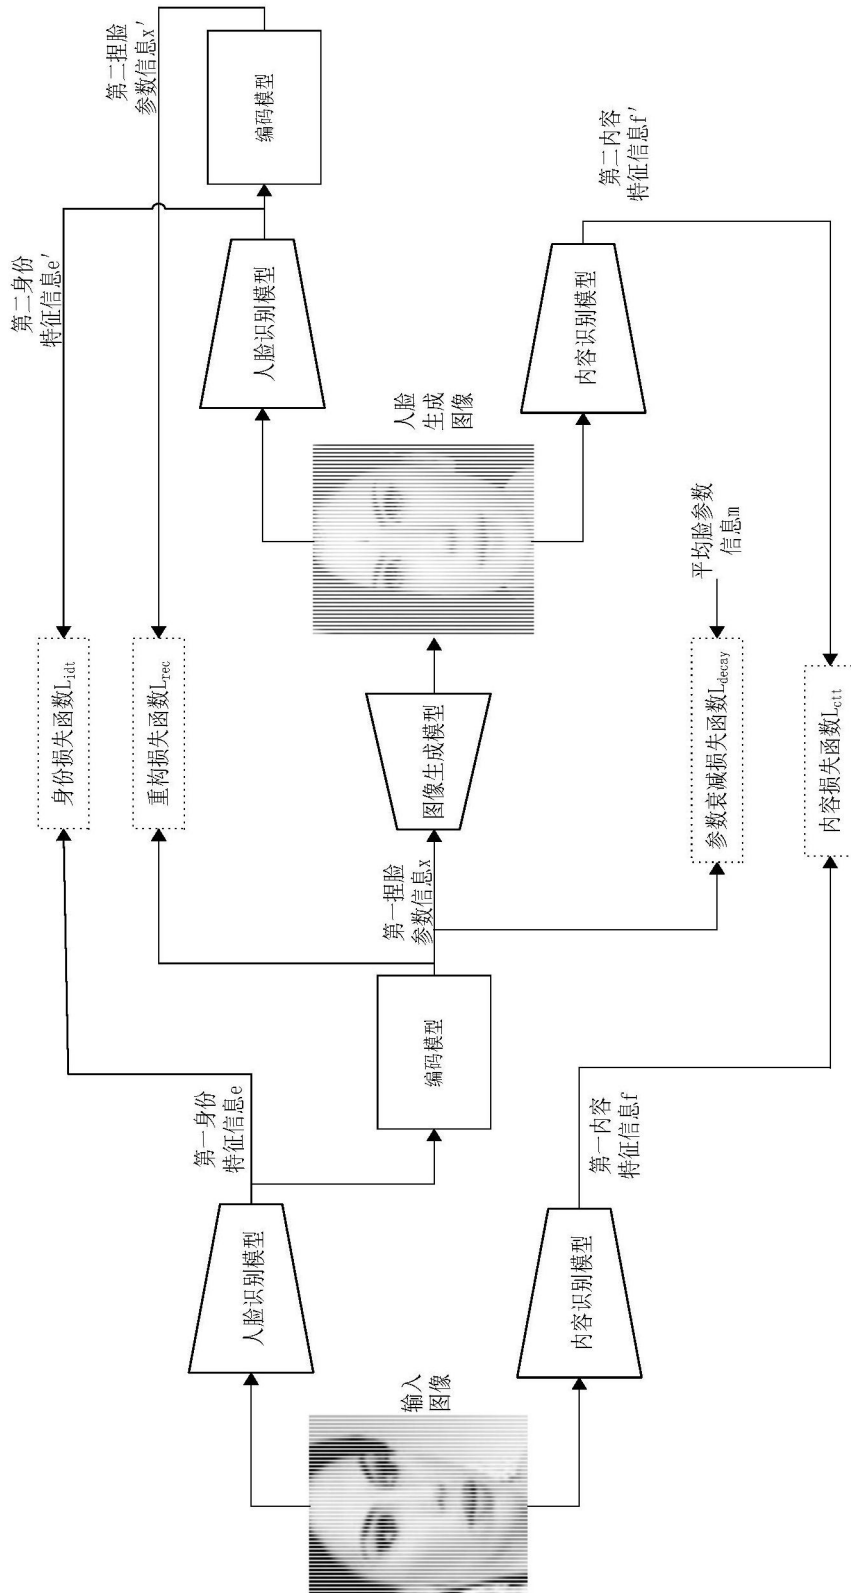 输入
图像
人脸识别模型
内容识别模型
第一身份
特征信息e
第一内容
特征信息f
编码模型
第一捏脸
参数信息x
图像生成模型
身份损失函数L_idt
重构损失函数L_rec
参数衰减损失函数L_decay
内容损失函数L_ctt
平均脸参数
信息m
人脸
生成
图像
人脸识别模型
内容识别模型
第二身份
特征信息e′
第二内容
特征信息f′
编码模型
第二捏脸
参数信息x′